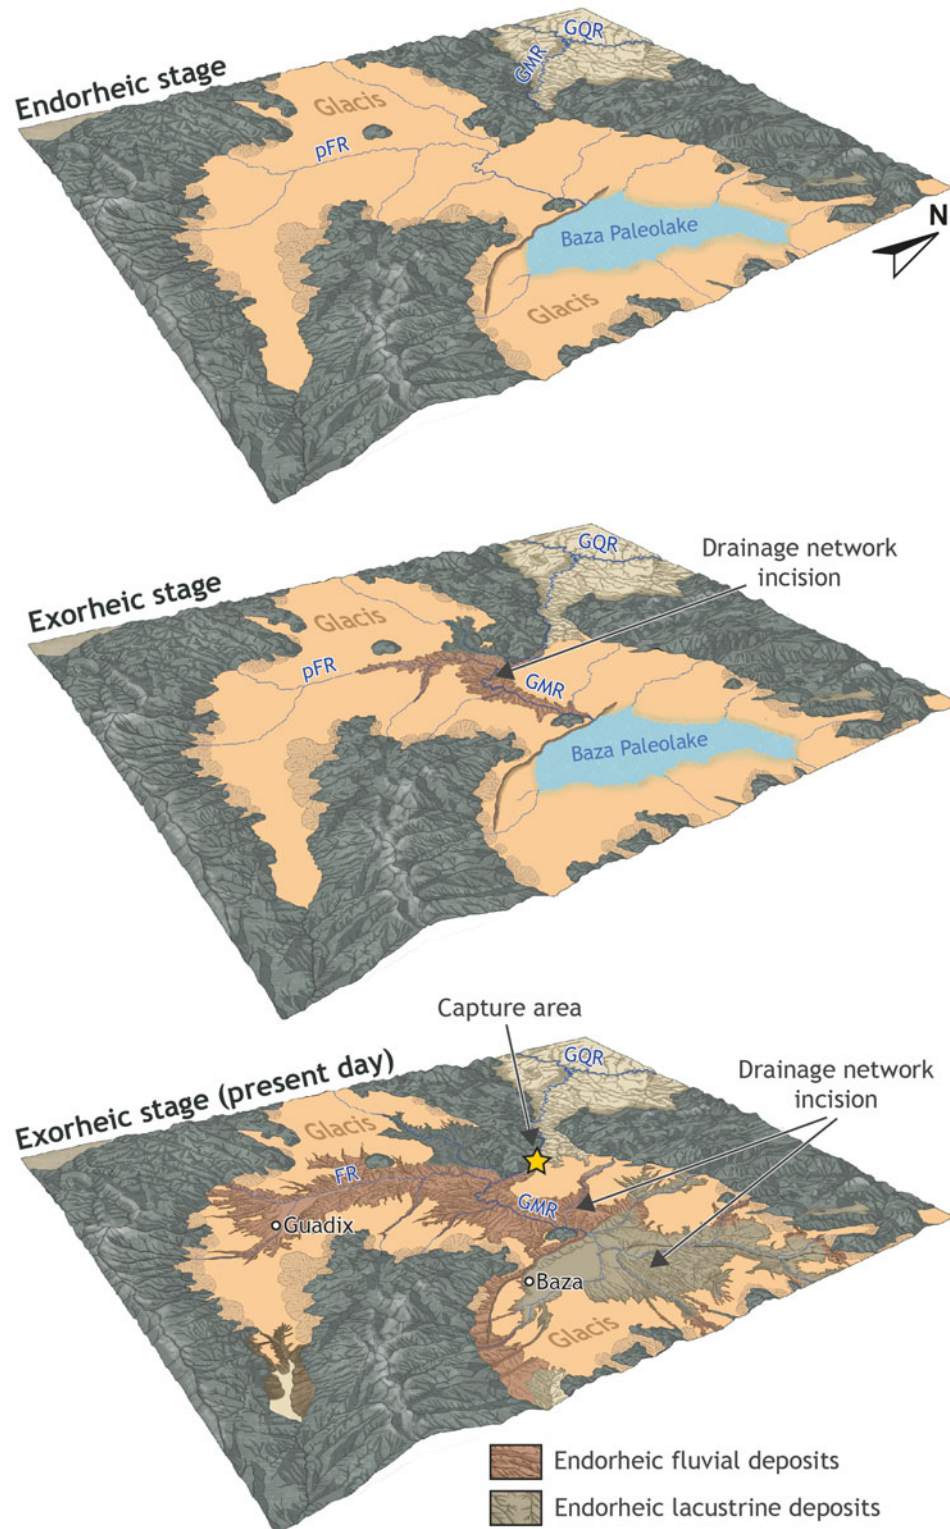 Endorheic stage
Glacis
GQR
GMR
pFR
Baza Paleolake
Glacis
N
Exorheic stage
GQR
Drainage network
incision
Glacis
pFR
GMR
Baza Paleolake
Capture area
Exorheic stage (present day)
GQR
Drainage network
incision
Glacis
FR
GMR
Guadix
Baza
Glacis
Endorheic fluvial deposits
Endorheic lacustrine deposits